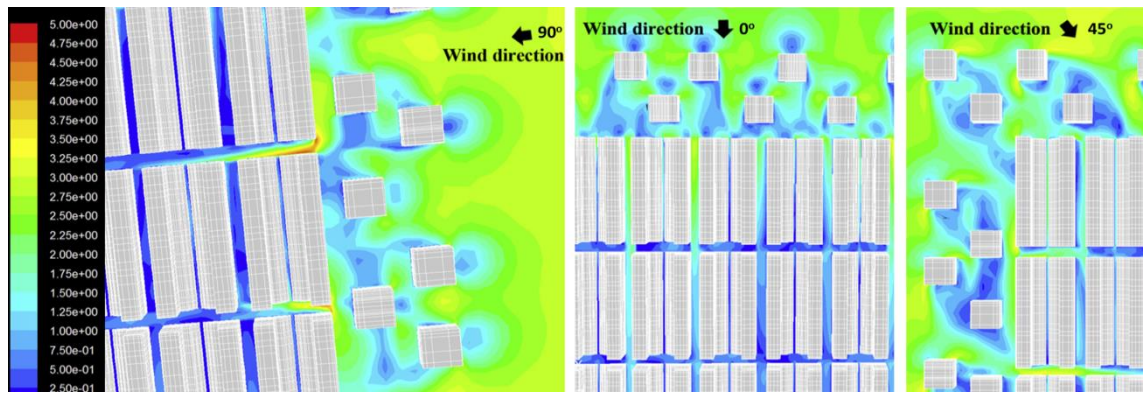 5.00e+00
4.75e+00
4.50e+00
4.25e+00
4.00e+00
3.75e+00
3.50e+00
3.25e+00
3.00e+00
2.75e+00
2.50e+00
2.25e+00
2.00e+00
1.75e+00
1.50e+00
1.25e+00
1.00e+00
7.50e-01
5.00e-01
2.50e-01
90°
Wind direction
Wind direction 0°
Wind direction 45°